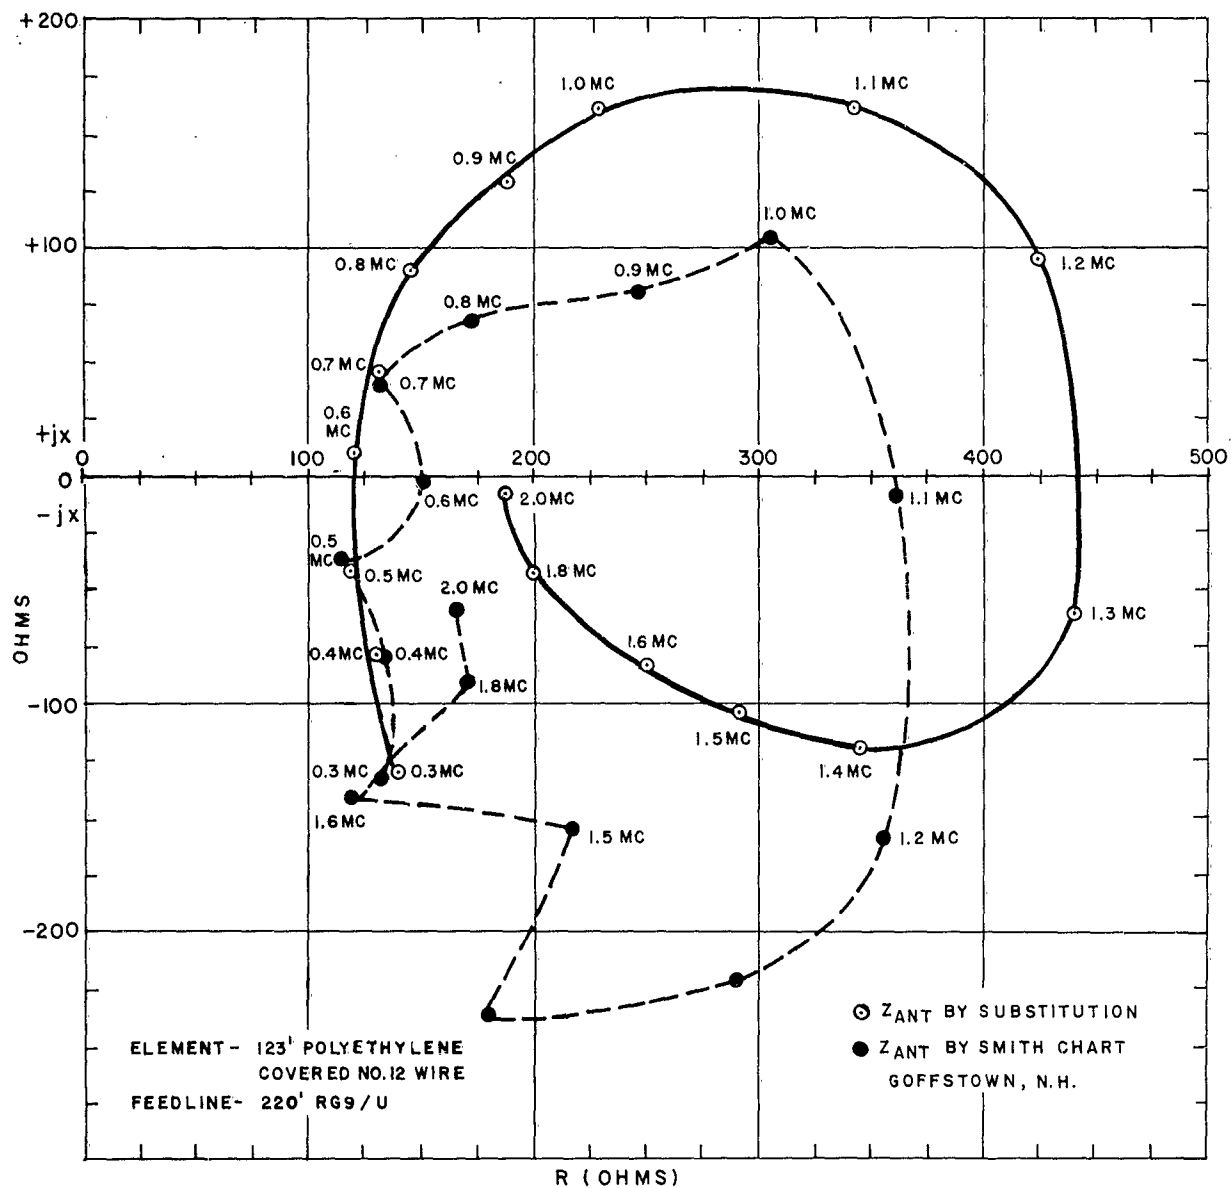 +200
1.0 MC
1.1 MC
0.9 MC
1.0 MC
+100
0.8 MC
0.9 MC
1.2 MC
0.8 MC
0.7 MC
0.7 MC
0.6
MC
+jx
0 100 200 300 400 500
0
-jx
0.6 MC
2.0 MC
1.1 MC
0.5
MC
0.5 MC
1.8 MC
2.0 MC
1.3 MC
0.4 MC
0.4 MC
1.6 MC
1.8 MC
-100
1.5 MC
1.4 MC
0.3 MC
0.3 MC
1.6 MC
1.5 MC
1.2 MC
-200
OHMS
Z ANT BY SUBSTITUTION
Z ANT BY SMITH CHART
GOFFSTOWN, N.H.
ELEMENT- 123' POLYETHYLENE
COVERED NO.12 WIRE
FEEDLINE- 220' RG9/U
R (OHMS)